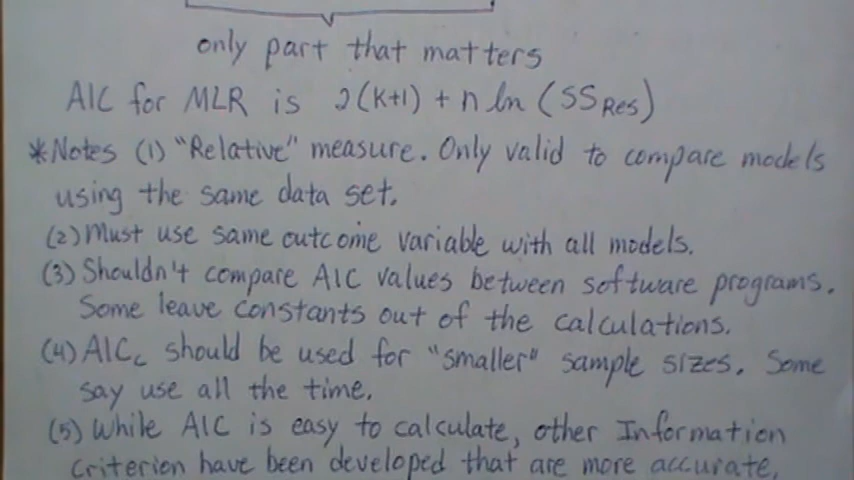 only part that matters
AIC for MLR is 2(K+1) + n ln (SS_Res)
*Notes (1) "Relative" measure. Only valid to compare models
using the same data set.
(2) Must use same outcome variable with all models.
(3) Shouldn't compare AIC values between software programs.
Some leave constants out of the calculations.
(4) AIC_c should be used for "smaller" sample sizes. Some
say use all the time.
(5) While AIC is easy to calculate, other Information
Criterion have been developed that are more accurate.